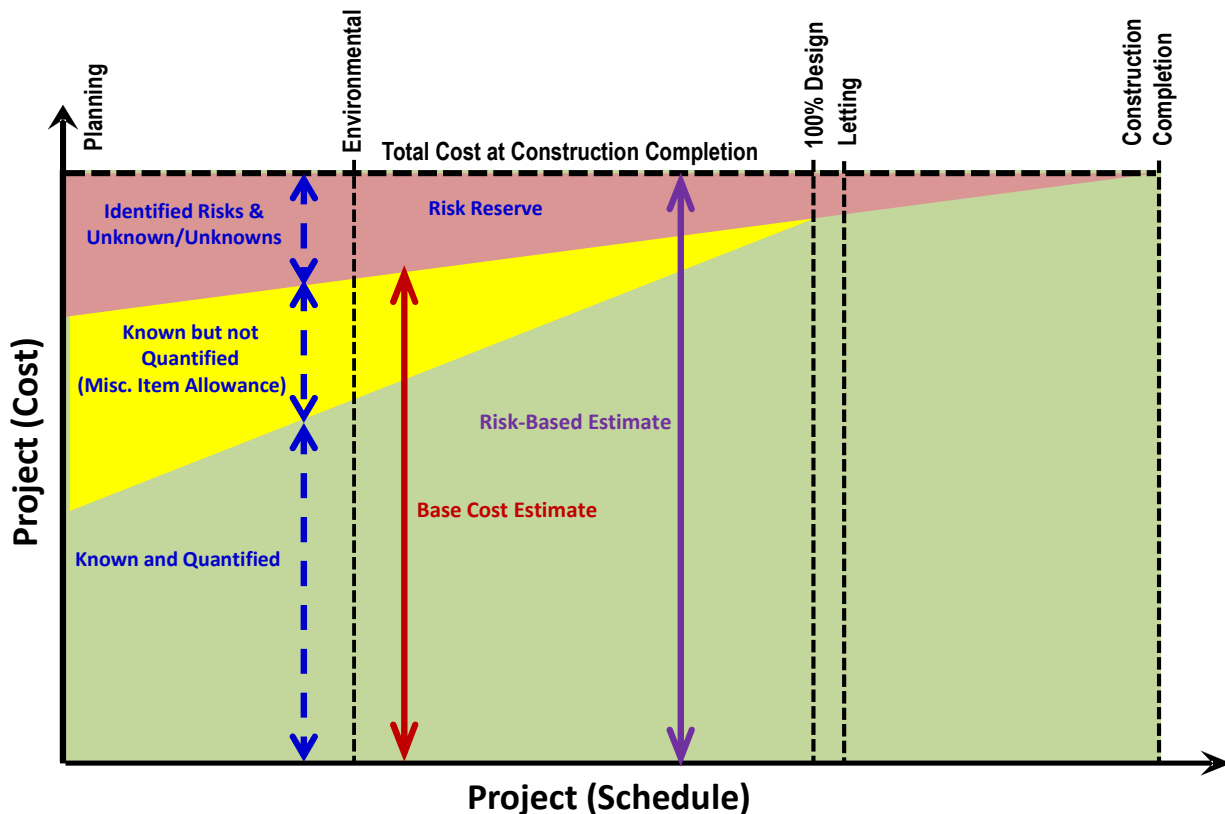 Planning
Environmental
100% Design
Letting
Construction
Completion
Total Cost at Construction Completion
Identified Risks &
Unknown/Unknowns
Risk Reserve
Known but not
Quantified
(Misc. Item Allowance)
Risk-Based Estimate
Base Cost Estimate
Known and Quantified
Project (Cost)
Project (Schedule)